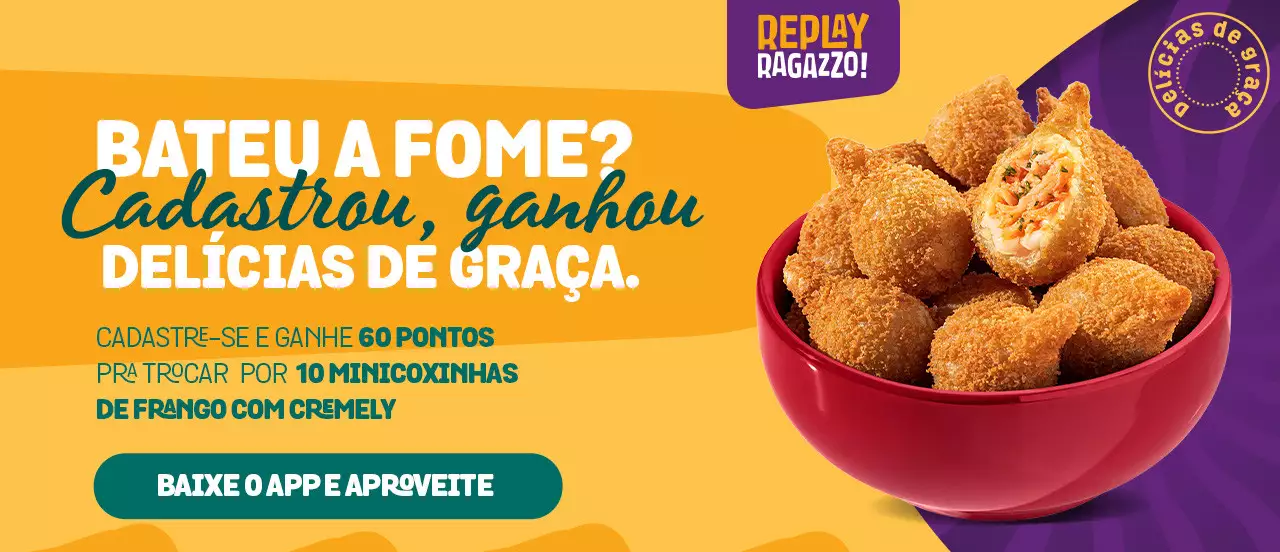 REPLAY
RAGAZZO!
Delícias de graça
BATEU A FOME?
Cadastrou, ganhou
DELÍCIAS DE GRAÇA.
CADASTRE-SE E GANHE 60 PONTOS
PRA TROCAR POR 10 MINICOXINHAS
DE FRANGO COM CREMELY
BAIXE O APP E APROVEITE